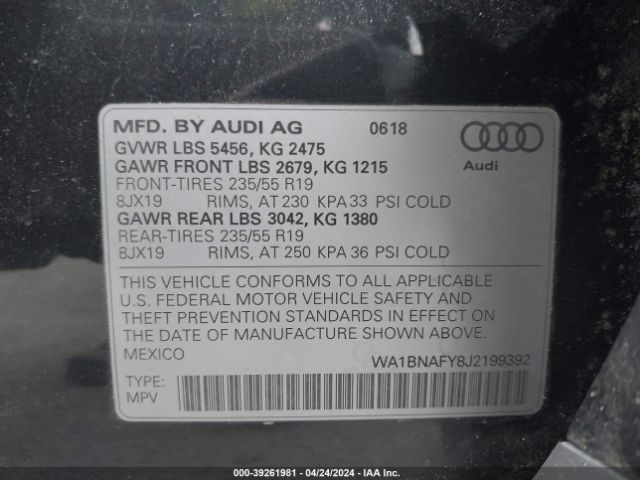 MFD. BY AUDI AG 0618
GVWR LBS 5456, KG 2475
GAWR FRONT LBS 2679, KG 1215
Audi
FRONT-TIRES 235/55 R19
8JX19 RIMS, AT 230 KPA 33 PSI COLD
GAWR REAR LBS 3042, KG 1380
REAR-TIRES 235/55 R19
8JX19 RIMS, AT 250 KPA 36 PSI COLD
THIS VEHICLE CONFORMS TO ALL APPLICABLE
U.S. FEDERAL MOTOR VEHICLE SAFETY AND
THEFT PREVENTION STANDARDS IN EFFECT ON
THE DATE OF MANUFACTURE SHOWN ABOVE.
MEXICO WA1BNAFY8J2199392
TYPE:
MPV
000-39261981 - 04/24/2024 - IAA Inc.